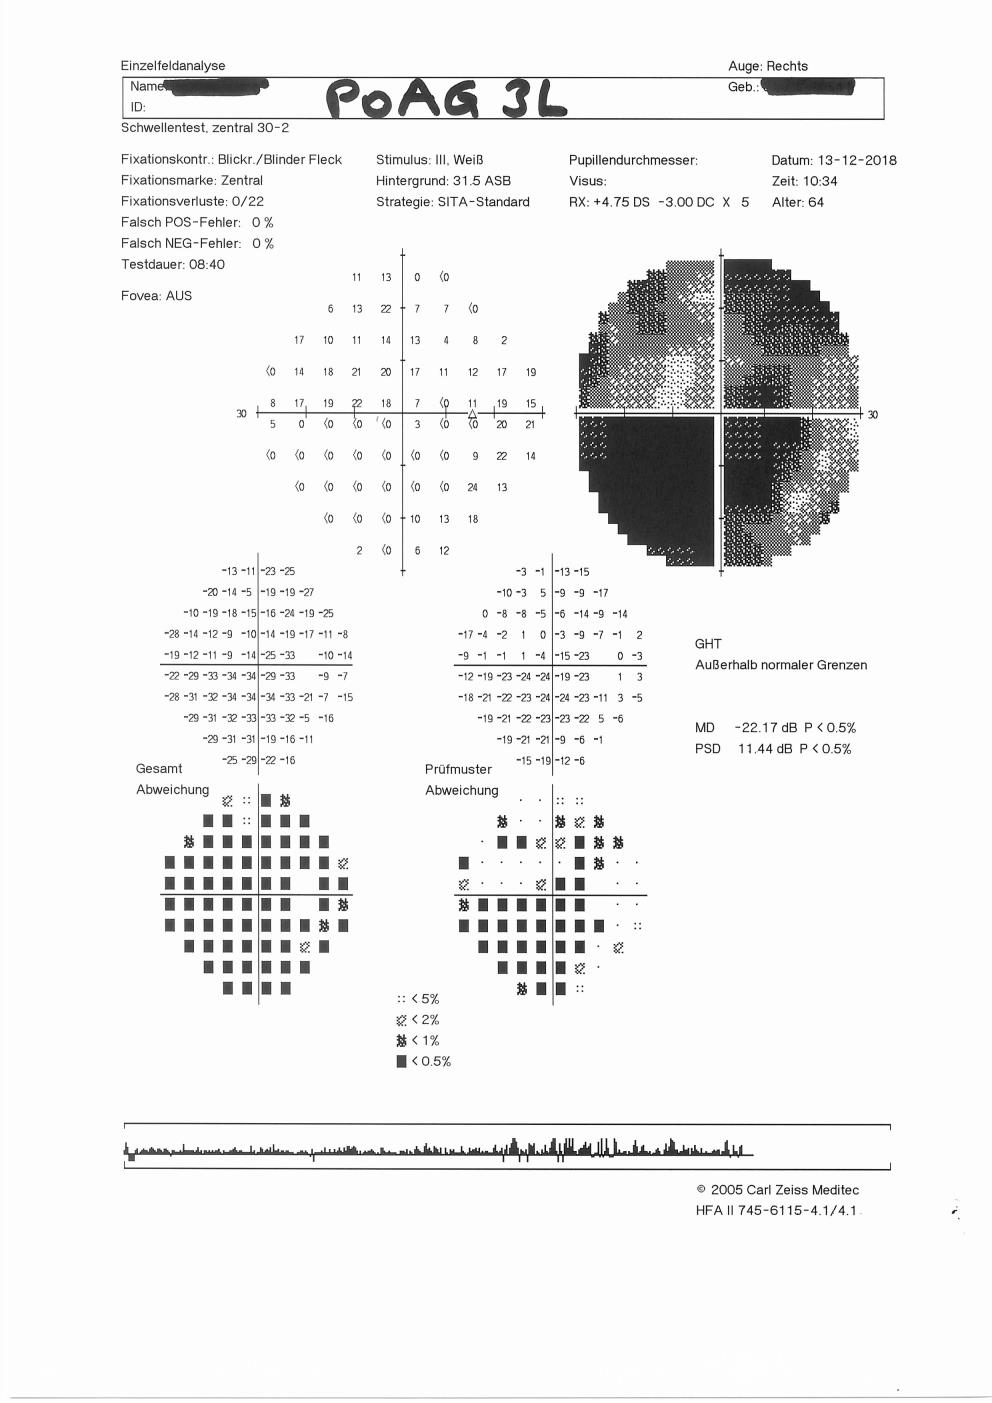 Einzelfeldanalyse Auge: Rechts
Name: POAG 3L Geb.:
ID:
Schwellentest, zentral 30-2
Fixationskontr.: Blickr./Blinder Fleck Stimulus: III, Weiß Pupillendurchmesser: Datum: 13-12-2018
Fixationsmarke: Zentral Hintergrund: 31.5 ASB Visus: Zeit: 10:34
Fixationsverluste: 0/22 Strategie: SITA-Standard RX: +4.75 DS -3.00 DC X 5 Alter: 64
Falsch POS-Fehler: 0 %
Falsch NEG-Fehler: 0 %
Testdauer: 08:40
Fovea: AUS
11 13 0 <0
6 13 22 7 7 <0
17 10 11 14 13 4 8 2
<0 14 18 21 20 17 11 12 17 19
8 17 19 22 18 7 <0 11 19 15
30 30
5 0 <0 <0 <0 3 <0 <0 20 21
<0 <0 <0 <0 <0 <0 <0 9 22 14
<0 <0 <0 <0 <0 <0 24 13
<0 <0 <0 10 13 18
2 <0 6 12
-13 -11 -23 -25 -3 -1 -13 -15
-20 -14 -5 -19 -19 -27 -10 -3 5 -9 -9 -17
-10 -19 -18 -15 -16 -24 -19 -25 0 -8 -8 -5 -6 -14 -9 -14
-28 -14 -12 -9 -10 -14 -19 -17 -11 -8 -17 -4 -2 1 0 -3 -9 -7 -1 2
-19 -12 -11 -9 -14 -25 -33 -10 -14 -9 -1 -1 1 -4 -15 -23 0 -3
-22 -29 -33 -34 -34 -29 -33 -9 -7 -12 -19 -23 -24 -24 -19 -23 1 3
-28 -31 -32 -34 -34 -34 -33 -21 -7 -15 -18 -21 -22 -23 -24 -24 -23 -11 3 -5
-29 -31 -32 -33 -33 -32 -5 -16 -19 -21 -22 -23 -23 -22 5 -6
-29 -31 -31 -19 -16 -11 -19 -21 -21 -9 -6 -1
-25 -29 -22 -16 -15 -19 -12 -6
GHT
Außerhalb normaler Grenzen
MD -22.17 dB P < 0.5%
PSD 11.44 dB P < 0.5%
Gesamt
Abweichung
Prüfmuster
Abweichung
< 5%
< 2%
< 1%
< 0.5%
© 2005 Carl Zeiss Meditec
HFA II 745-6115-4.1/4.1